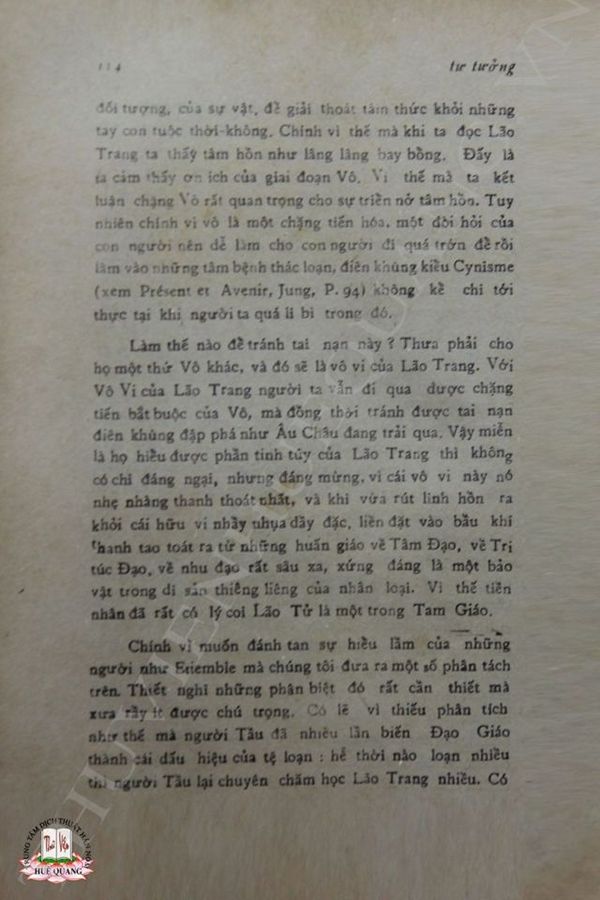 114 tư tưởng
đối tượng, của sự vật, để giải thoát tâm thức khỏi những
tay con tuộc thời-không. Chính vì thế mà khi ta đọc Lão
Trang ta thấy tâm hồn như lâng lâng bay bổng. Đấy là
ta cảm thấy ơn ích của giai đoạn Vô. Vì thế mà ta kết
luận chặng Vô rất quan trọng cho sự triển nở tâm hồn. Tuy
nhiên chính vì vô là một chặng tiến hóa, một đòi hỏi của
con người nên dễ làm cho con người đi quá trớn để rồi
lâm vào những tâm bệnh thác loạn, điên khùng kiểu Cynisme
(xem Présent et Avenir, Jung, P. 94) không kể chi tới
thực tại khi người ta quá li bì trong đó.
Làm thế nào để tránh tai nạn này ? Thưa phải cho
họ một thứ Vô khác, và đó sẽ là vô vi của Lão Trang. Với
Vô Vi của Lão Trang người ta vẫn đi qua được chặng
tiến bắt buộc của Vô, mà đồng thời tránh được tai nạn
điên khùng đập phá như Âu Châu đang trải qua. Vậy miễn
là họ hiểu được phần tinh túy của Lão Trang thì không
có chi đáng ngại, nhưng đáng mừng, vì cái vô vi này nó
nhẹ nhàng thanh thoát nhất, và khi vừa rút linh hồn ra
khỏi cái hữu vi nhầy nhụa dầy đặc, liền đặt vào bầu khí
thanh tao toát ra từ những huấn giáo về Tâm Đạo, về Tri
túc Đạo, về nhu đạo rất sâu xa, xứng đáng là một bảo
vật trong di sản thiêng liêng của nhân loại. Vì thế tiền
nhân đã rất có lý coi Lão Tử là một trong Tam Giáo.
Chính vì muốn đánh tan sự hiểu lầm của những
người như Etiemble mà chúng tôi đưa ra một số phân tách
trên. Thiết nghĩ những phân biệt đó rất cần thiết mà
xưa rầy ít được chú trọng. Có lẽ vì thiếu phân tích
như thế mà người Tầu đã nhiều lần biến Đạo Giáo
thành cái dấu hiệu của tệ loạn : hễ thời nào loạn nhiều
thì người Tầu lại chuyên chăm học Lão Trang nhiều. Có
TRUNG TÂM DỊCH THUẬT HÁN NÔM
Thư Viện
HUỆ QUANG